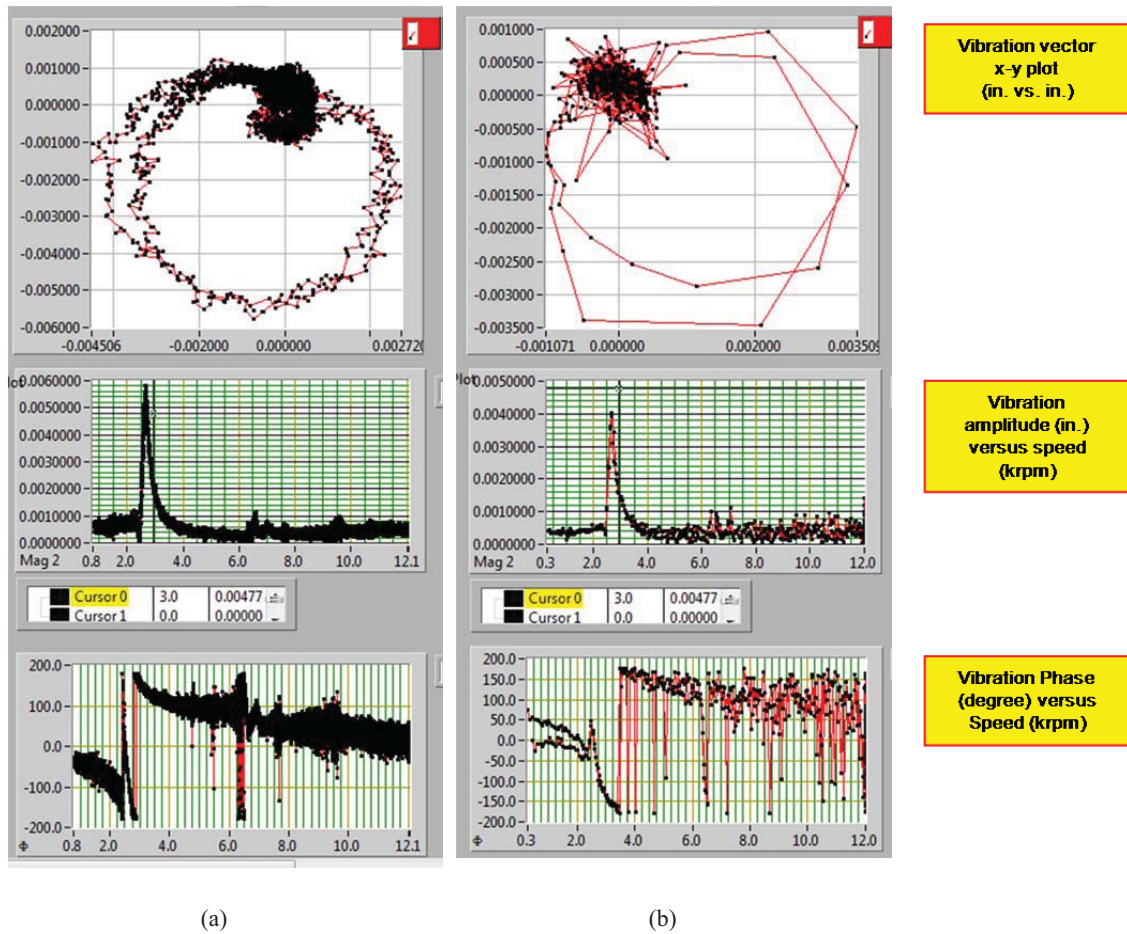 0.002000
0.001000
0.000000
-0.001000
-0.002000
-0.003000
-0.004000
-0.005000
-0.006000
-0.004506 -0.002000 0.000000 0.002720
0.001000
0.000500
0.000000
-0.000500
-0.001000
-0.001500
-0.002000
-0.002500
-0.003000
-0.003500
-0.001071 0.000000 0.002000 0.003509
Vibration vector
x-y plot
(in. vs. in.)
0.0060000
0.0050000
0.0040000
0.0030000
0.0020000
0.0010000
0.0000000
0.8 2.0 4.0 6.0 8.0 10.0 12.1
Mag 2
Cursor 0 3.0 0.00477
Cursor 1 0.0 0.00000
Plot
0.0050000
0.0040000
0.0030000
0.0020000
0.0010000
0.0000000
0.3 2.0 4.0 6.0 8.0 10.0 12.0
Mag 2
Cursor 0 3.0 0.00477
Cursor 1 0.0 0.00000
Vibration
amplitude (in.)
versus speed
(krpm)
200.0
100.0
0.0
-100.0
-200.0
Φ 0.8 2.0 4.0 6.0 8.0 10.0 12.1
200.0
150.0
100.0
50.0
0.0
-50.0
-100.0
-150.0
-200.0
Φ 0.3 2.0 4.0 6.0 8.0 10.0 12.0
Vibration Phase
(degree) versus
Speed (krpm)
(a)
(b)